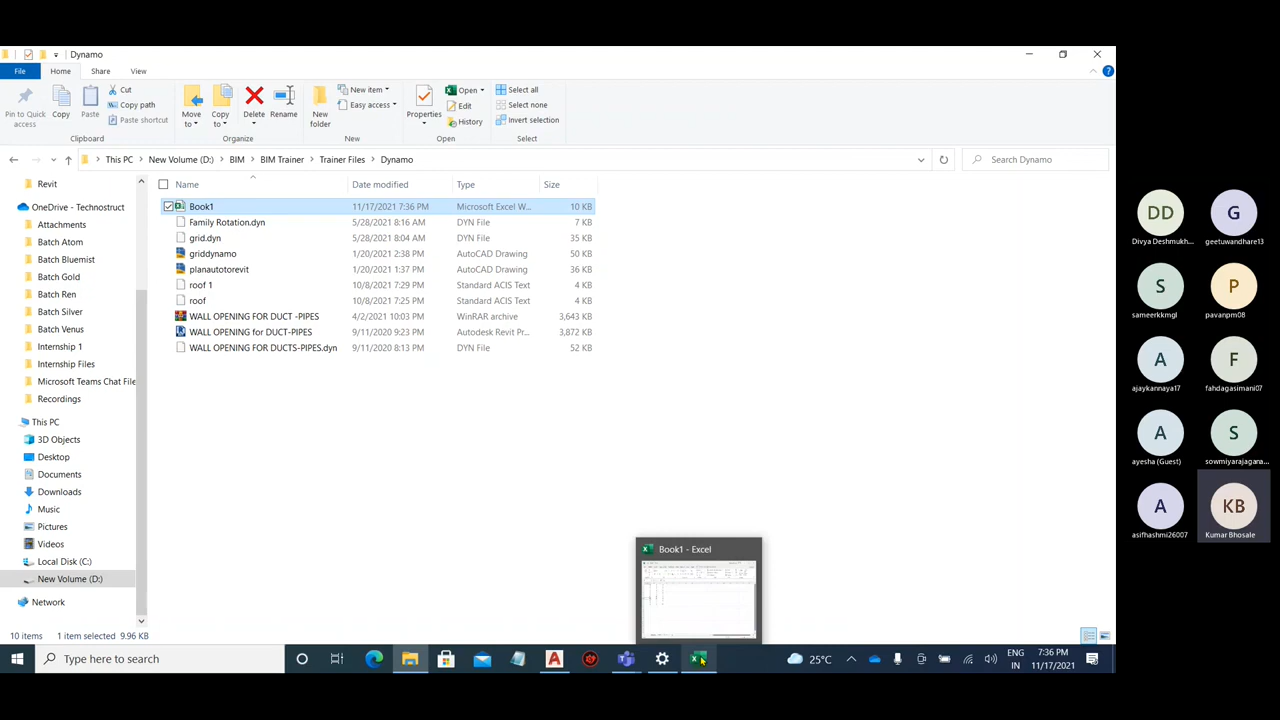 Dynamo
File
Home
Share
View
Pin to Quick access
Copy
Paste
Cut
Copy path
Paste shortcut
Clipboard
Move to
Copy to
Delete
Rename
Organize
New folder
New item
Easy access
New
Properties
Open
Edit
History
Open
Select all
Select none
Invert selection
Select
This PC > New Volume (D:) > BIM > BIM Trainer > Trainer Files > Dynamo
Search Dynamo
Revit
OneDrive - Technostruct
Attachments
Batch Atom
Batch Bluemist
Batch Gold
Batch Ren
Batch Silver
Batch Venus
Internship 1
Internship Files
Microsoft Teams Chat File
Recordings
This PC
3D Objects
Desktop
Documents
Downloads
Music
Pictures
Videos
Local Disk (C:)
New Volume (D:)
Network
Name Date modified Type Size
Book1 11/17/2021 7:36 PM Microsoft Excel W... 10 KB
Family Rotation.dyn 5/28/2021 8:16 AM DYN File 7 KB
grid.dyn 5/28/2021 8:04 AM DYN File 35 KB
griddynamo 1/20/2021 2:38 PM AutoCAD Drawing 50 KB
planautotorevit 1/20/2021 1:37 PM AutoCAD Drawing 36 KB
roof 1 10/8/2021 7:29 PM Standard ACIS Text 4 KB
roof 10/8/2021 7:25 PM Standard ACIS Text 4 KB
WALL OPENING FOR DUCT -PIPES 4/2/2021 10:03 PM WinRAR archive 3,643 KB
WALL OPENING for DUCT-PIPES 9/11/2020 9:23 PM Autodesk Revit Pr... 3,872 KB
WALL OPENING FOR DUCTS-PIPES.dyn 9/11/2020 8:13 PM DYN File 52 KB
Book1 - Excel
10 items 1 item selected 9.96 KB
Type here to search
25°C
ENG
IN
7:36 PM
11/17/2021
DD
Divya Deshmukh...
G
geetuwandhare13
S
sameerkkmgl
P
pavanpm08
A
ajaykannaya17
F
fahdagasimani07
A
ayesha (Guest)
S
sowmiyarajagana...
A
asifhashmi26007
KB
Kumar Bhosale